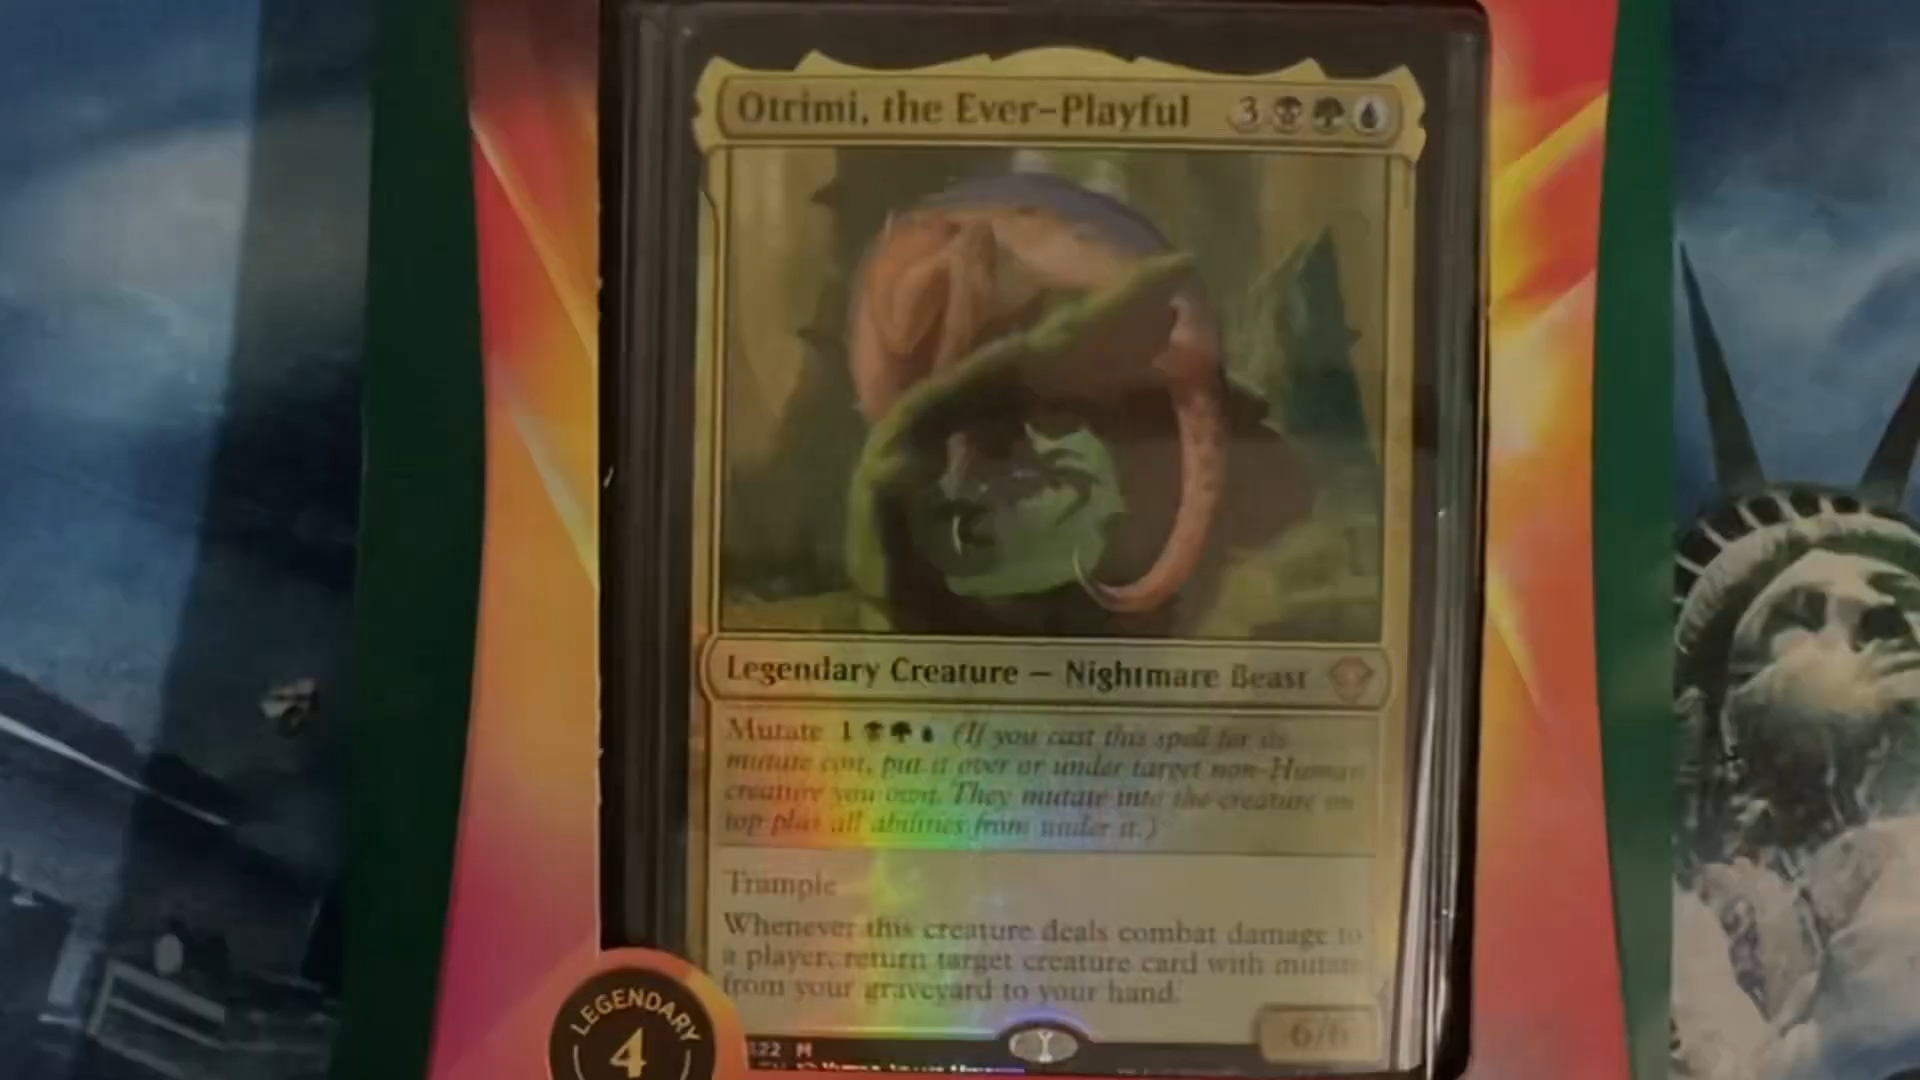 Otrimi, the Ever-Playful 3
Legendary Creature — Nightmare Beast
Mutate 1 (If you cast this spell for its
mutate cost, put it over or under target non-Human
creature you own. They mutate into the creature on
top plus all abilities from under it.)
Trample
Whenever this creature deals combat damage to
a player, return target creature card with mutate
from your graveyard to your hand.
6/6
LEGENDARY
4
322 M